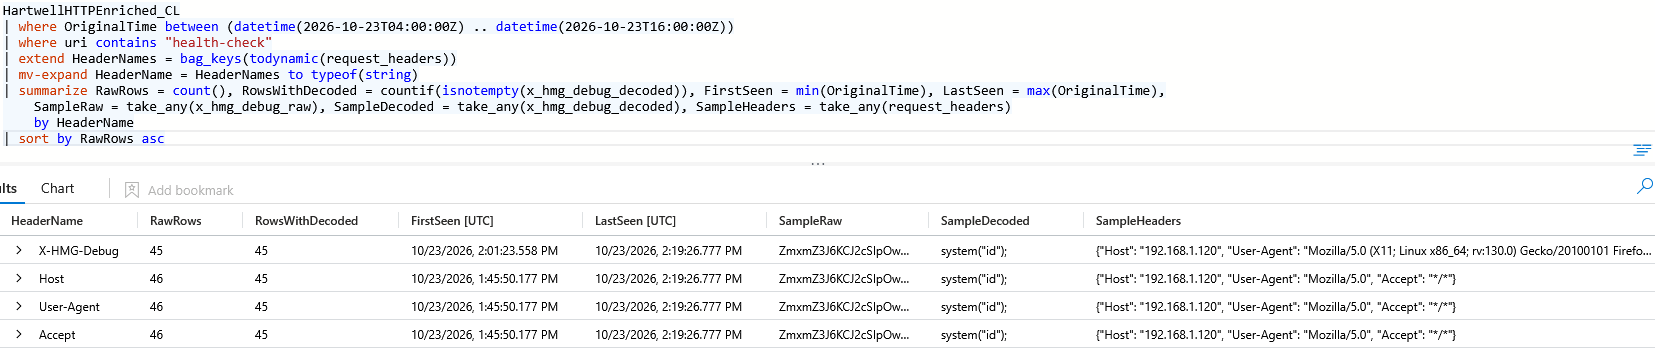 HartwellHTTPEnriched_CL
| where OriginalTime between (datetime(2026-10-23T04:00:00Z) .. datetime(2026-10-23T16:00:00Z))
| where uri contains "health-check"
| extend HeaderNames = bag_keys(todynamic(request_headers))
| mv-expand HeaderName = HeaderNames to typeof(string)
| summarize RawRows = count(), RowsWithDecoded = countif(isnotempty(x_hmg_debug_decoded)), FirstSeen = min(OriginalTime), LastSeen = max(OriginalTime),
SampleRaw = take_any(x_hmg_debug_raw), SampleDecoded = take_any(x_hmg_debug_decoded), SampleHeaders = take_any(request_headers)
by HeaderName
| sort by RawRows asc
ults Chart Add bookmark
HeaderName RawRows RowsWithDecoded FirstSeen [UTC] LastSeen [UTC] SampleRaw SampleDecoded SampleHeaders
X-HMG-Debug 45 45 10/23/2026, 2:01:23.558 PM 10/23/2026, 2:19:26.777 PM ZmxmZ3J6KCJ2cSIpOw... system("id"); {"Host": "192.168.1.120", "User-Agent": "Mozilla/5.0 (X11; Linux x86_64; rv:130.0) Gecko/20100101 Firefo...
Host 46 45 10/23/2026, 1:45:50.177 PM 10/23/2026, 2:19:26.777 PM ZmxmZ3J6KCJ2cSIpOw... system("id"); {"Host": "192.168.1.120", "User-Agent": "Mozilla/5.0", "Accept": "*/*"}
User-Agent 46 45 10/23/2026, 1:45:50.177 PM 10/23/2026, 2:19:26.777 PM ZmxmZ3J6KCJ2cSIpOw... system("id"); {"Host": "192.168.1.120", "User-Agent": "Mozilla/5.0", "Accept": "*/*"}
Accept 46 45 10/23/2026, 1:45:50.177 PM 10/23/2026, 2:19:26.777 PM ZmxmZ3J6KCJ2cSIpOw... system("id"); {"Host": "192.168.1.120", "User-Agent": "Mozilla/5.0", "Accept": "*/*"}